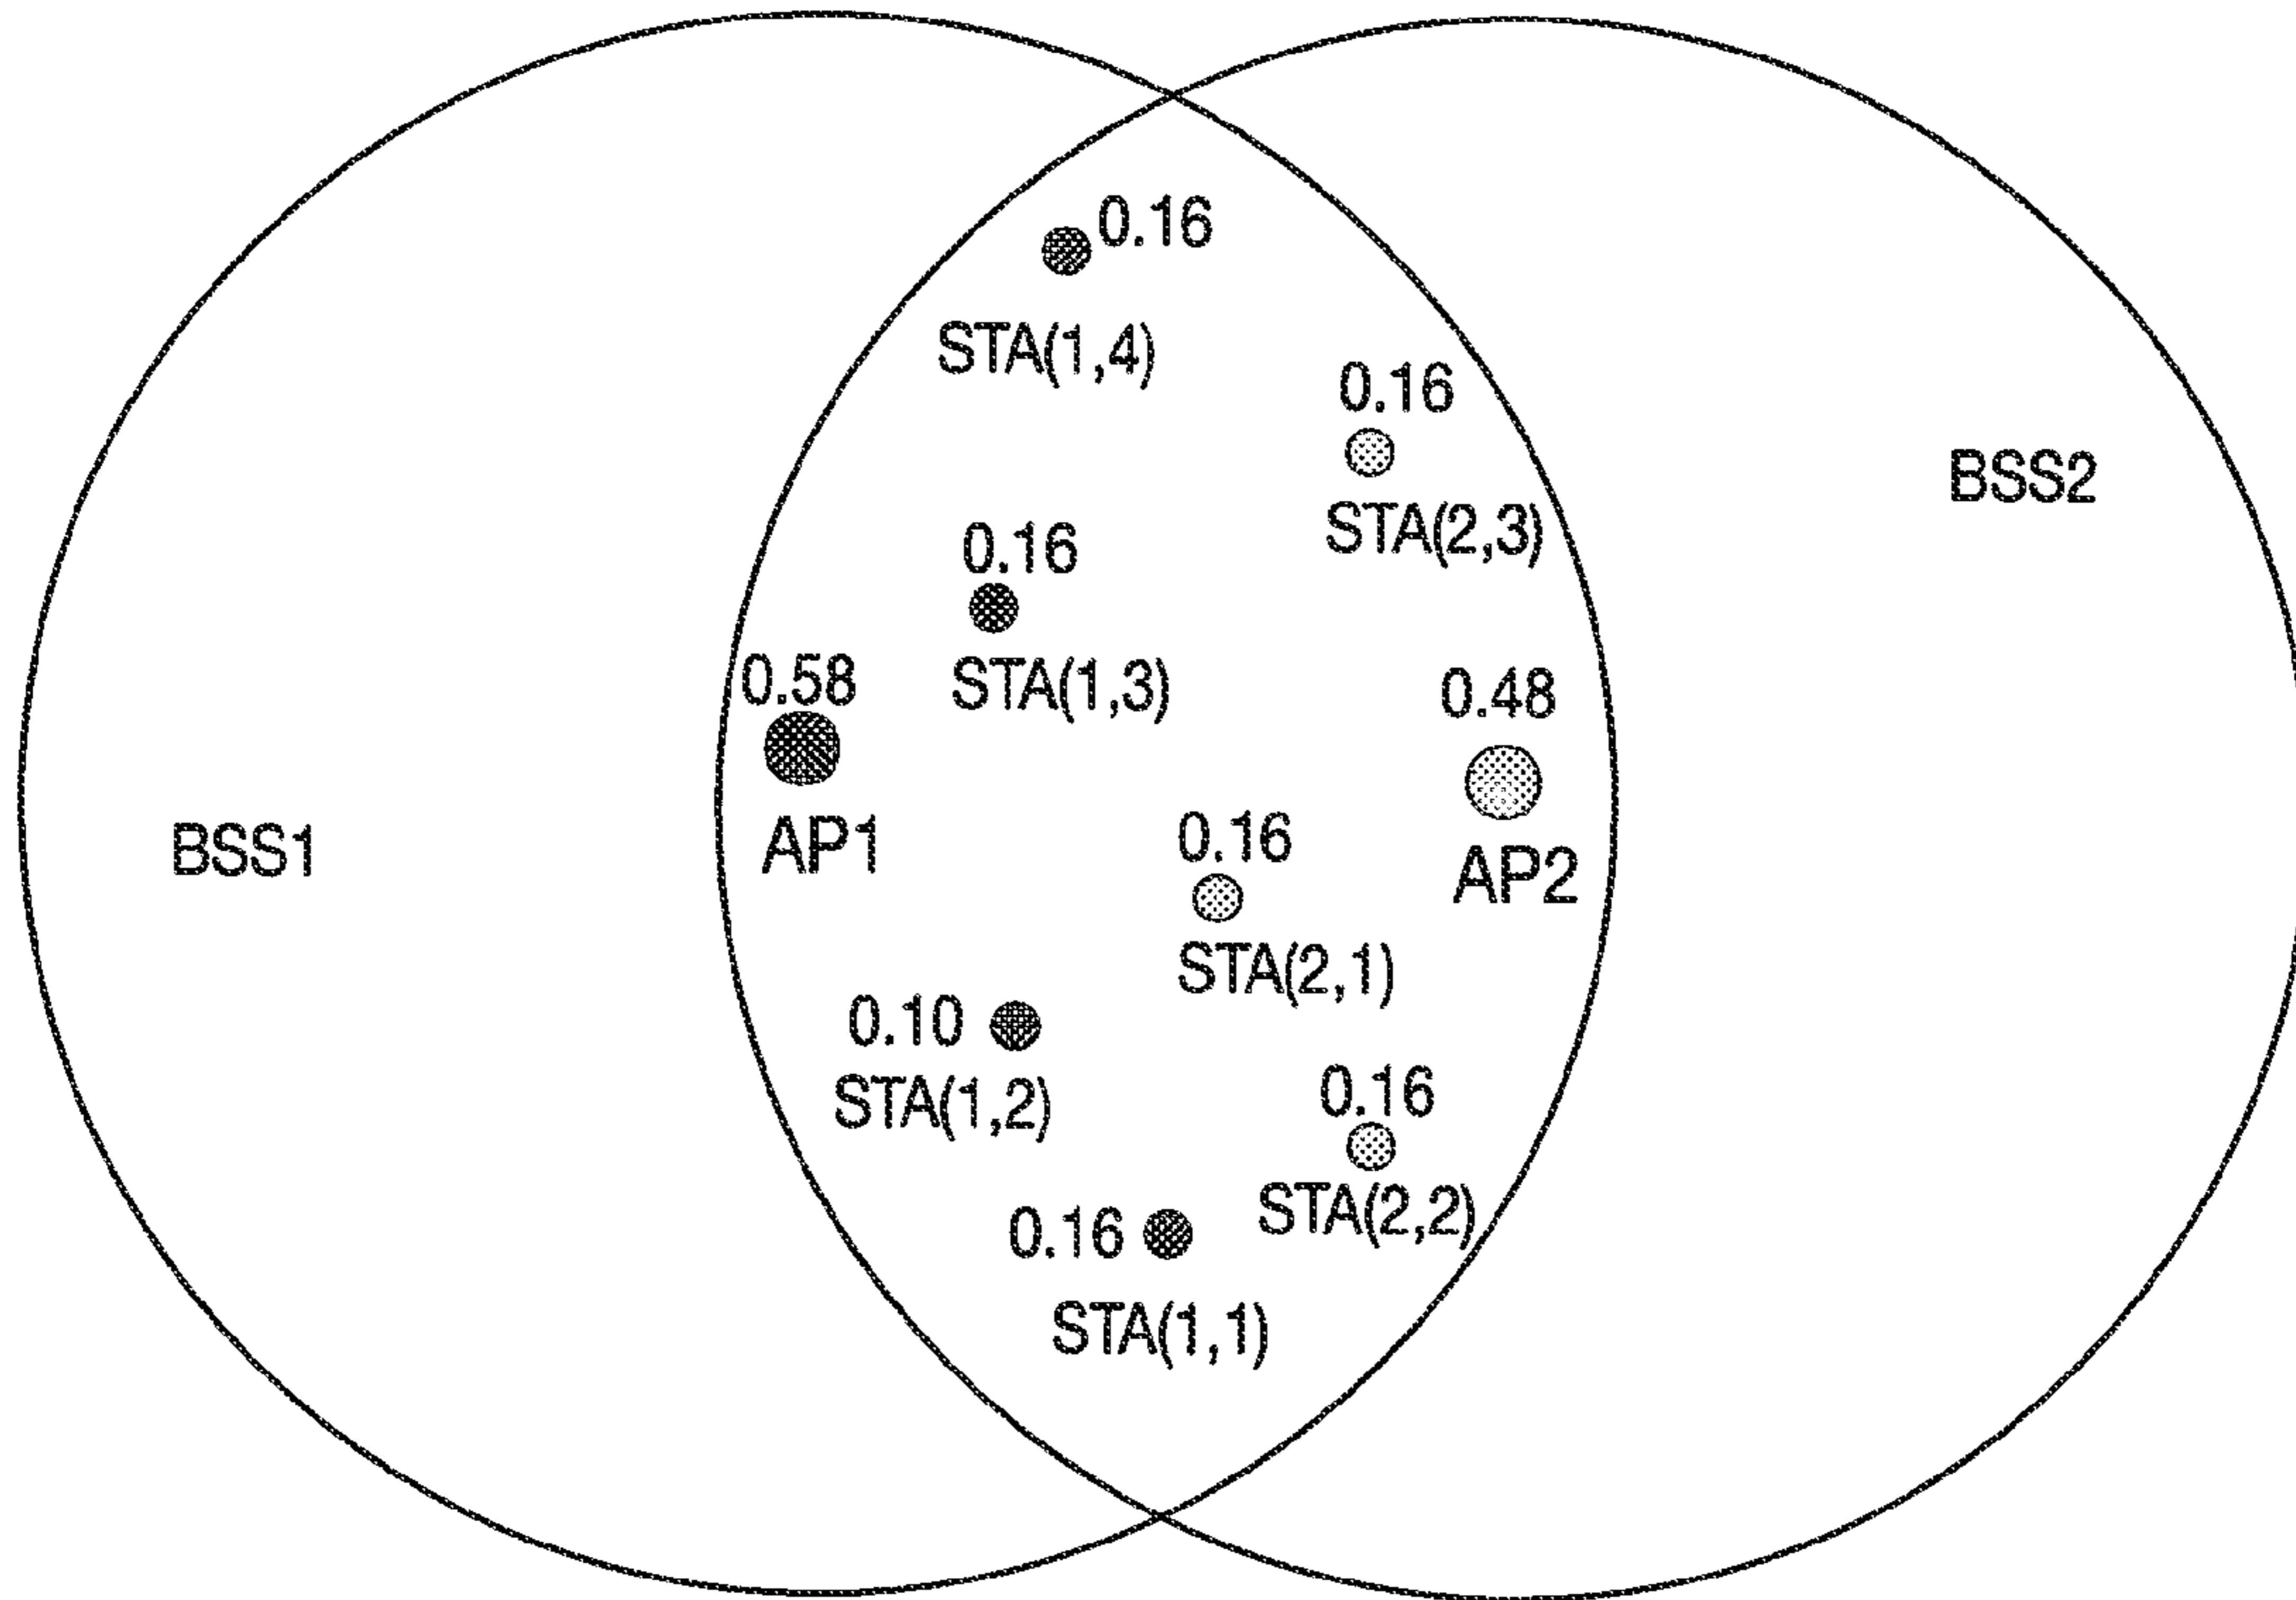 0.16
STA(1,4)
0.16
STA(2,3)
BSS2
0.16
STA(1,3)
0.58
AP1
0.48
AP2
BSS1
0.16
STA(2,1)
0.10
STA(1,2)
0.16
STA(2,2)
0.16
STA(1,1)